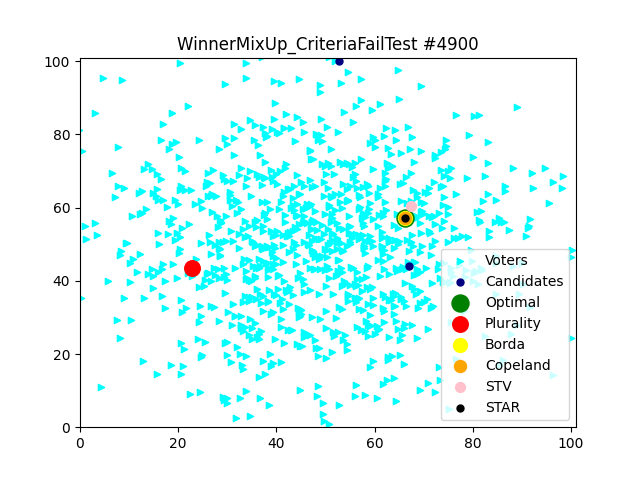 WinnerMixUp_CriteriaFailTest #4900
100
80
60
40
20
0
0 20 40 60 80 100
Voters
Candidates
Optimal
Plurality
Borda
Copeland
STV
STAR